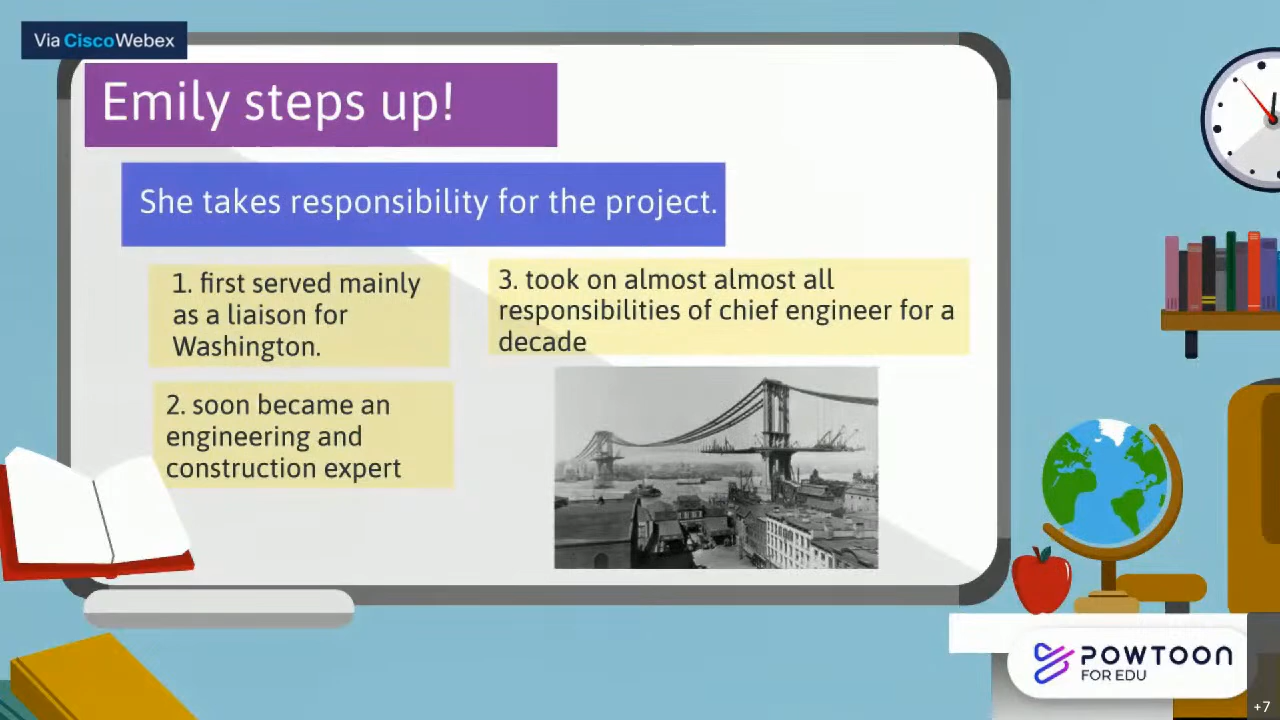 Via Cisco Webex
Emily steps up!
She takes responsibility for the project.
1. first served mainly
as a liaison for
Washington.
2. soon became an
engineering and
construction expert
3. took on almost almost all
responsibilities of chief engineer for a
decade
POWTOON
FOR EDU
+7